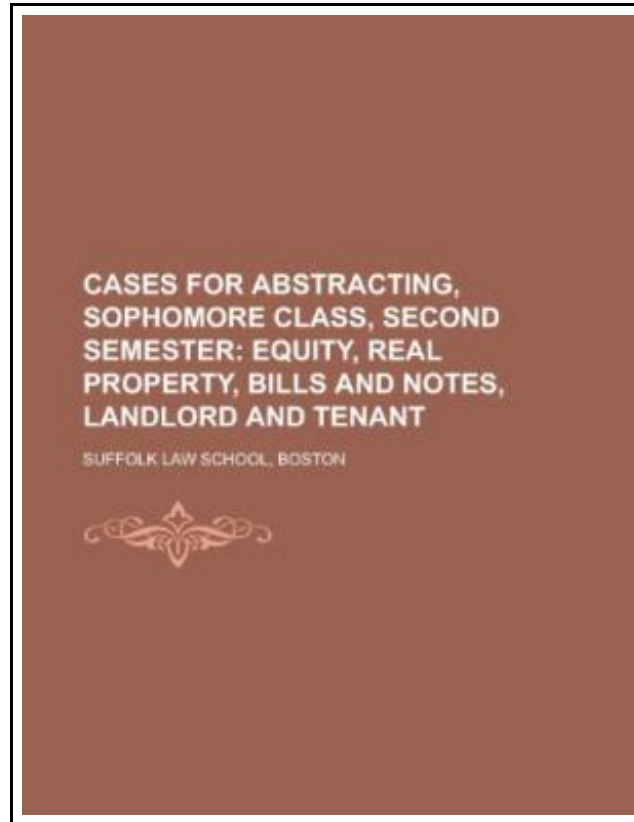 CASES FOR ABSTRACTING,
SOPHOMORE CLASS, SECOND
SEMESTER: EQUITY, REAL
PROPERTY, BILLS AND NOTES,
LANDLORD AND TENANT
SUFFOLK LAW SCHOOL, BOSTON